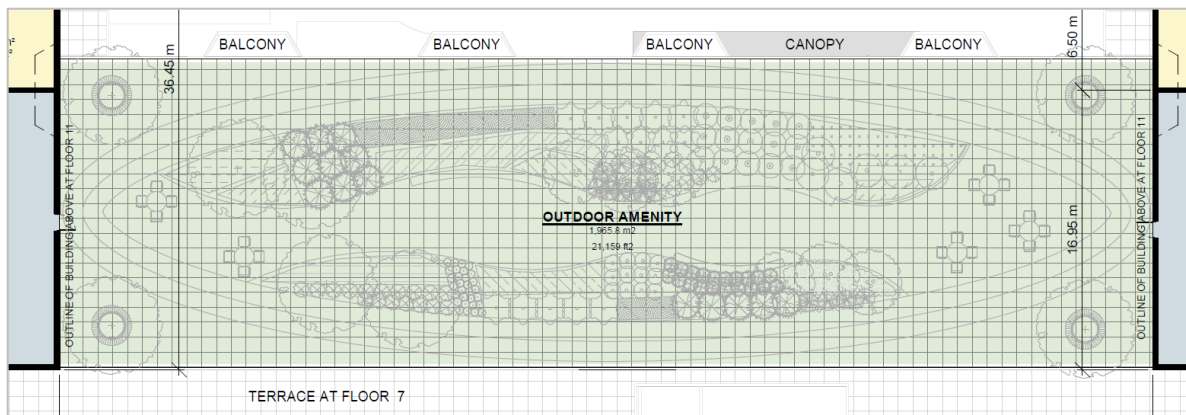 BALCONY
BALCONY
BALCONY
CANOPY
BALCONY
36.45 m
6.50 m
OUTLINE OF BUILDING ABOVE AT FLOOR 11
OUTLINE OF BUILDING ABOVE AT FLOOR 11
OUTDOOR AMENITY
1,965.8 m2
21,159 ft2
16.95 m
TERRACE AT FLOOR 7